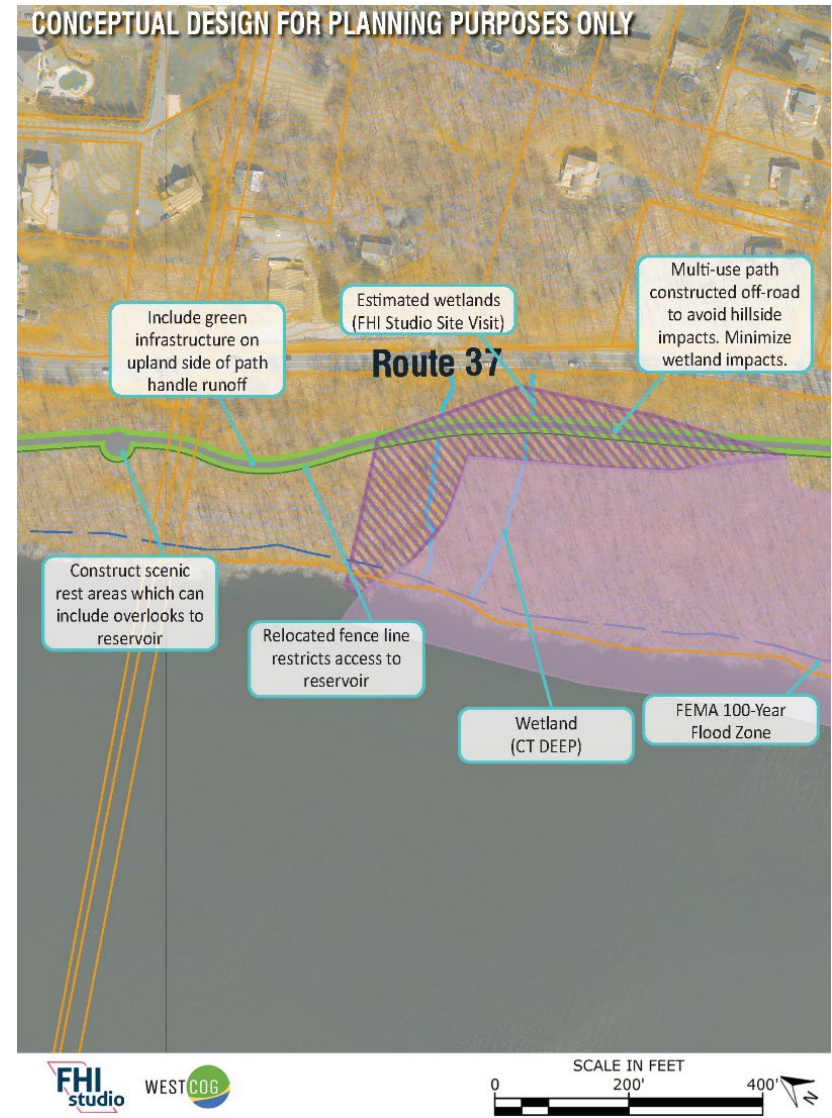 CONCEPTUAL DESIGN FOR PLANNING PURPOSES ONLY
Multi-use path
constructed off-road
to avoid hillside
impacts. Minimize
wetland impacts.
Estimated wetlands
(FHI Studio Site Visit)
Include green
infrastructure on
upland side of path
handle runoff
Route 37
Construct scenic
rest areas which can
include overlooks to
reservoir
Relocated fence line
restricts access to
reservoir
Wetland
(CT DEEP)
FEMA 100-Year
Flood Zone
FHI
studio
WESTCOG
SCALE IN FEET
0 200' 400'
N